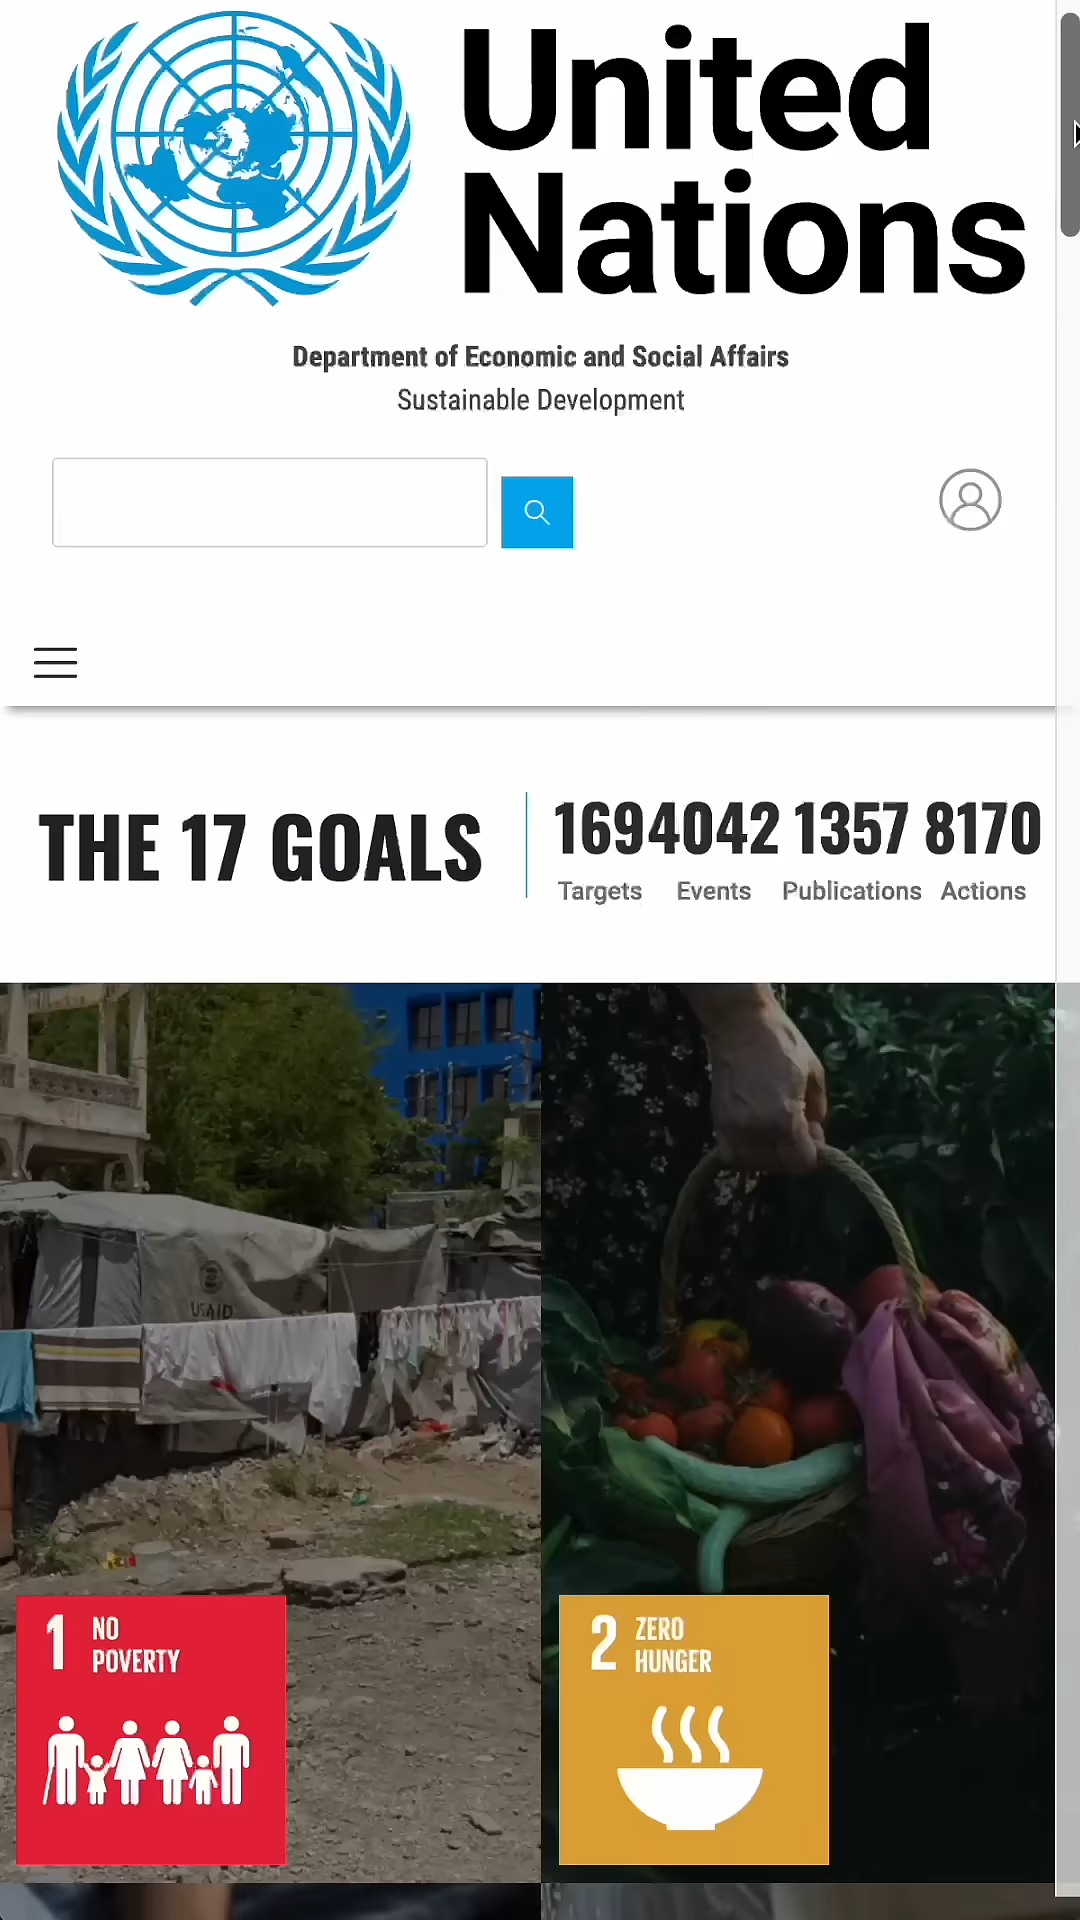 United
Nations
Department of Economic and Social Affairs
Sustainable Development
THE 17 GOALS
169 4042 1357 8170
Targets Events Publications Actions
USAID
1 NO
POVERTY
2 ZERO
HUNGER